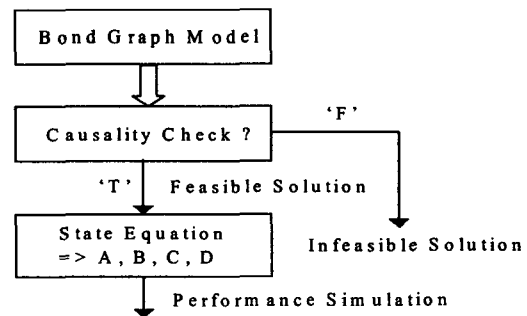 Bond Graph Model
Causality Check ?
'F'
'T' Feasible Solution
State Equation
=> A, B, C, D
Infeasible Solution
Performance Simulation